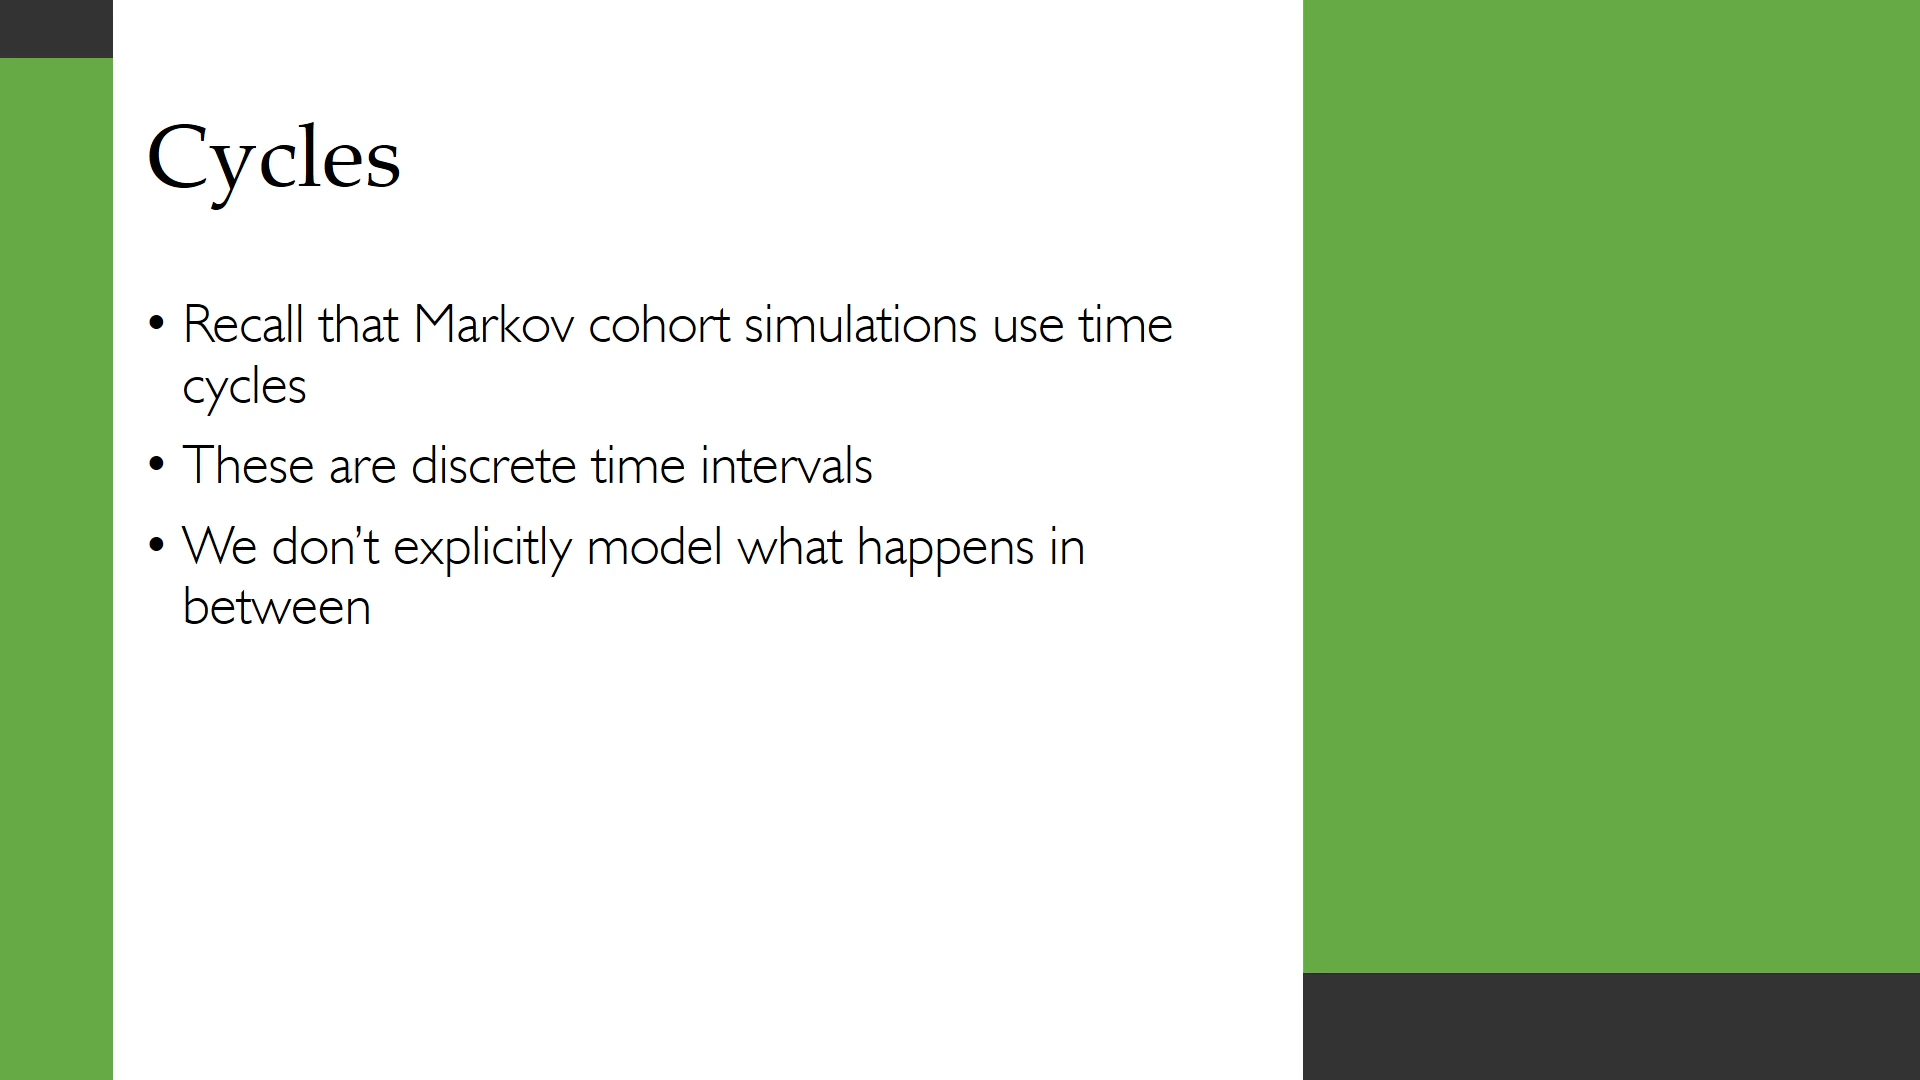 Cycles
• Recall that Markov cohort simulations use time
cycles
• These are discrete time intervals
• We don’t explicitly model what happens in
between